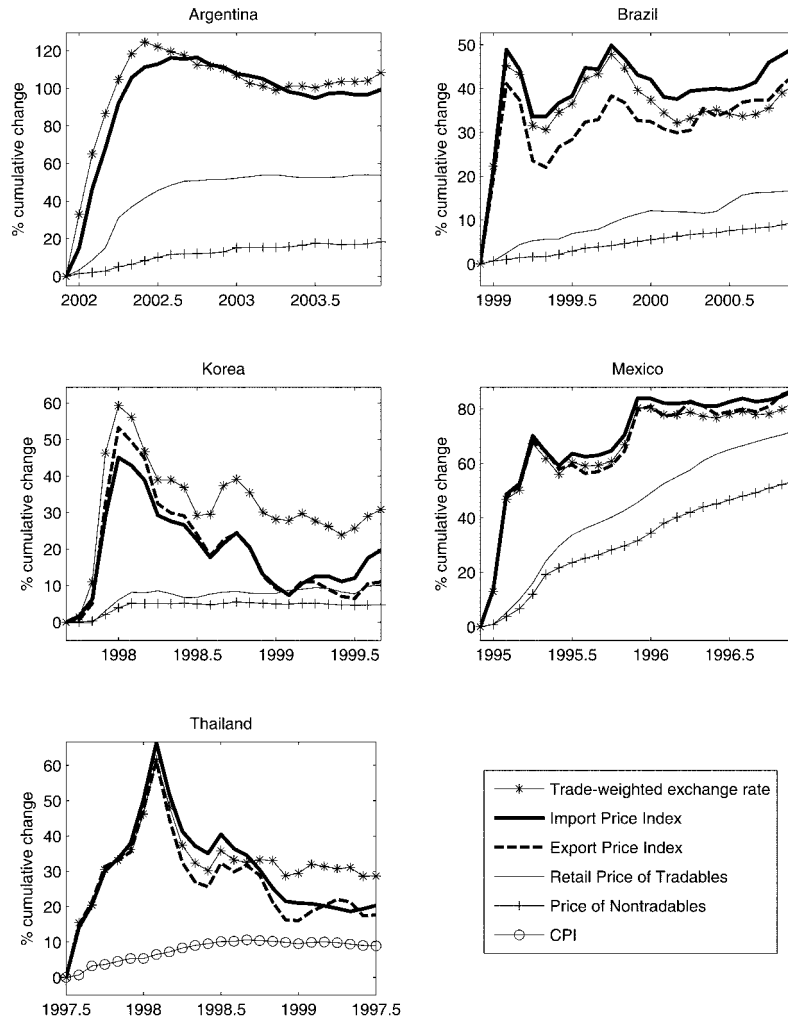 Argentina
% cumulative change
120
100
80
60
40
20
0
2002 2002.5 2003 2003.5
Brazil
% cumulative change
50
40
30
20
10
0
1999 1999.5 2000 2000.5
Korea
% cumulative change
60
50
40
30
20
10
0
1998 1998.5 1999 1999.5
Mexico
% cumulative change
80
60
40
20
0
1995 1995.5 1996 1996.5
Thailand
% cumulative change
60
50
40
30
20
10
0
1997.5 1998 1998.5 1999 1997.5
Trade-weighted exchange rate
Import Price Index
Export Price Index
Retail Price of Tradables
Price of Nontradables
CPI